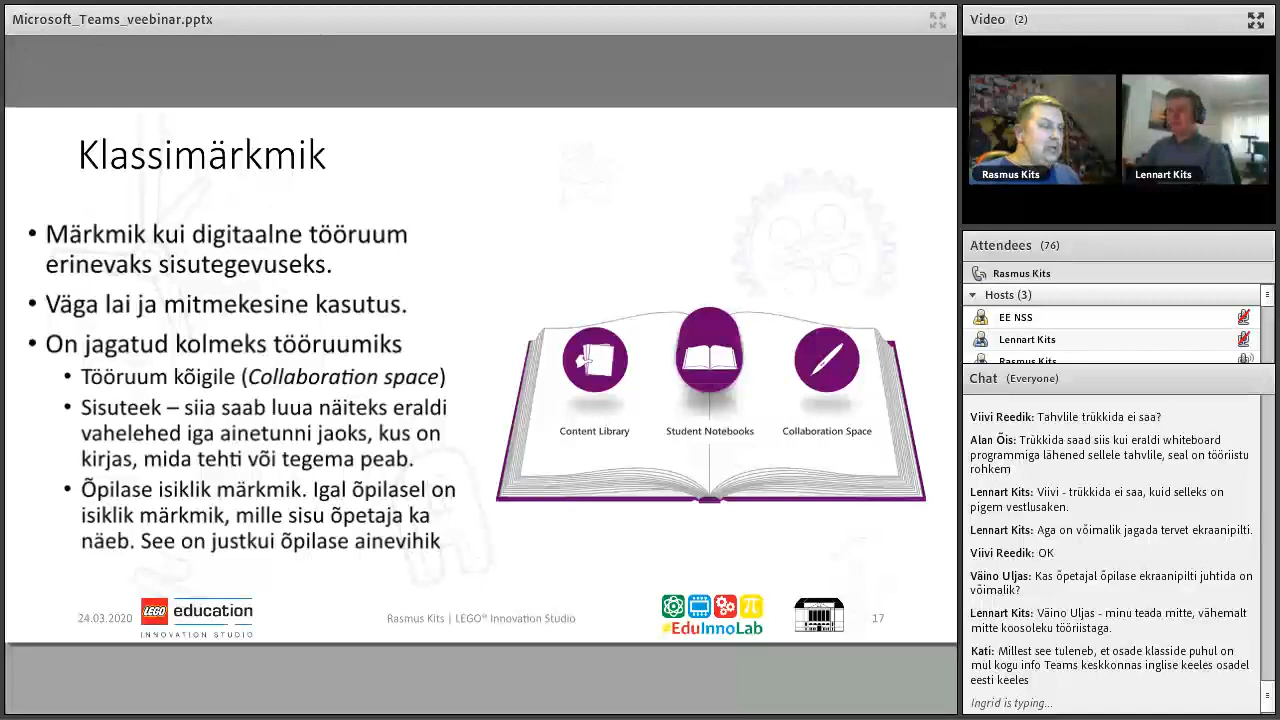 Microsoft_Teams_veebinar.pptx
Klassimärkmik
• Märkmik kui digitaalne tööruum
erinevaks sisutegevuseks.
• Väga lai ja mitmekesine kasutus.
• On jagatud kolmeks tööruumiks
• Tööruum kõigile (Collaboration space)
• Sisuteek – siia saab luua näiteks eraldi
vahelehed iga ainetunni jaoks, kus on
kirjas, mida tehti või tegema peab.
• Õpilase isiklik märkmik. Igal õpilasel on
isiklik märkmik, mille sisu õpetaja ka
näeb. See on justkui õpilase ainevihik
Content Library
Student Notebooks
Collaboration Space
24.03.2020
LEGO education
INNOVATION STUDIO
Rasmus Kits | LEGO® Innovation Studio
#EduInnoLab
17
Video (2)
Rasmus Kits
Lennart Kits
Attendees (76)
Rasmus Kits
Hosts (3)
EE NSS
Lennart Kits
Rasmus Kits
Chat (Everyone)
Viivi Reedik: Tahvlile trükkida ei saa?
Alan Õis: Trükkida saad siis kui eraldi whiteboard
programmiga lähened sellele tahvlile, seal on tööriistu
rohkem
Lennart Kits: Viivi - trükkida ei saa, kuid selleks on
pigem vestlusaken.
Lennart Kits: Aga on võimalik jagada tervet ekraanipilti.
Viivi Reedik: OK
Väino Uljas: Kas õpetajal õpilase ekraanipilti juhtida on
võimalik?
Lennart Kits: Väino Uljas - mu teada mitte, vähemalt
mitte koosoleku tööriistaga.
Kati: Millest see tuleneb, et osade klasside puhul on
mul kogu info Teams keskkonnas inglise keeles osadel
eesti keeles
Ingrid is typing...